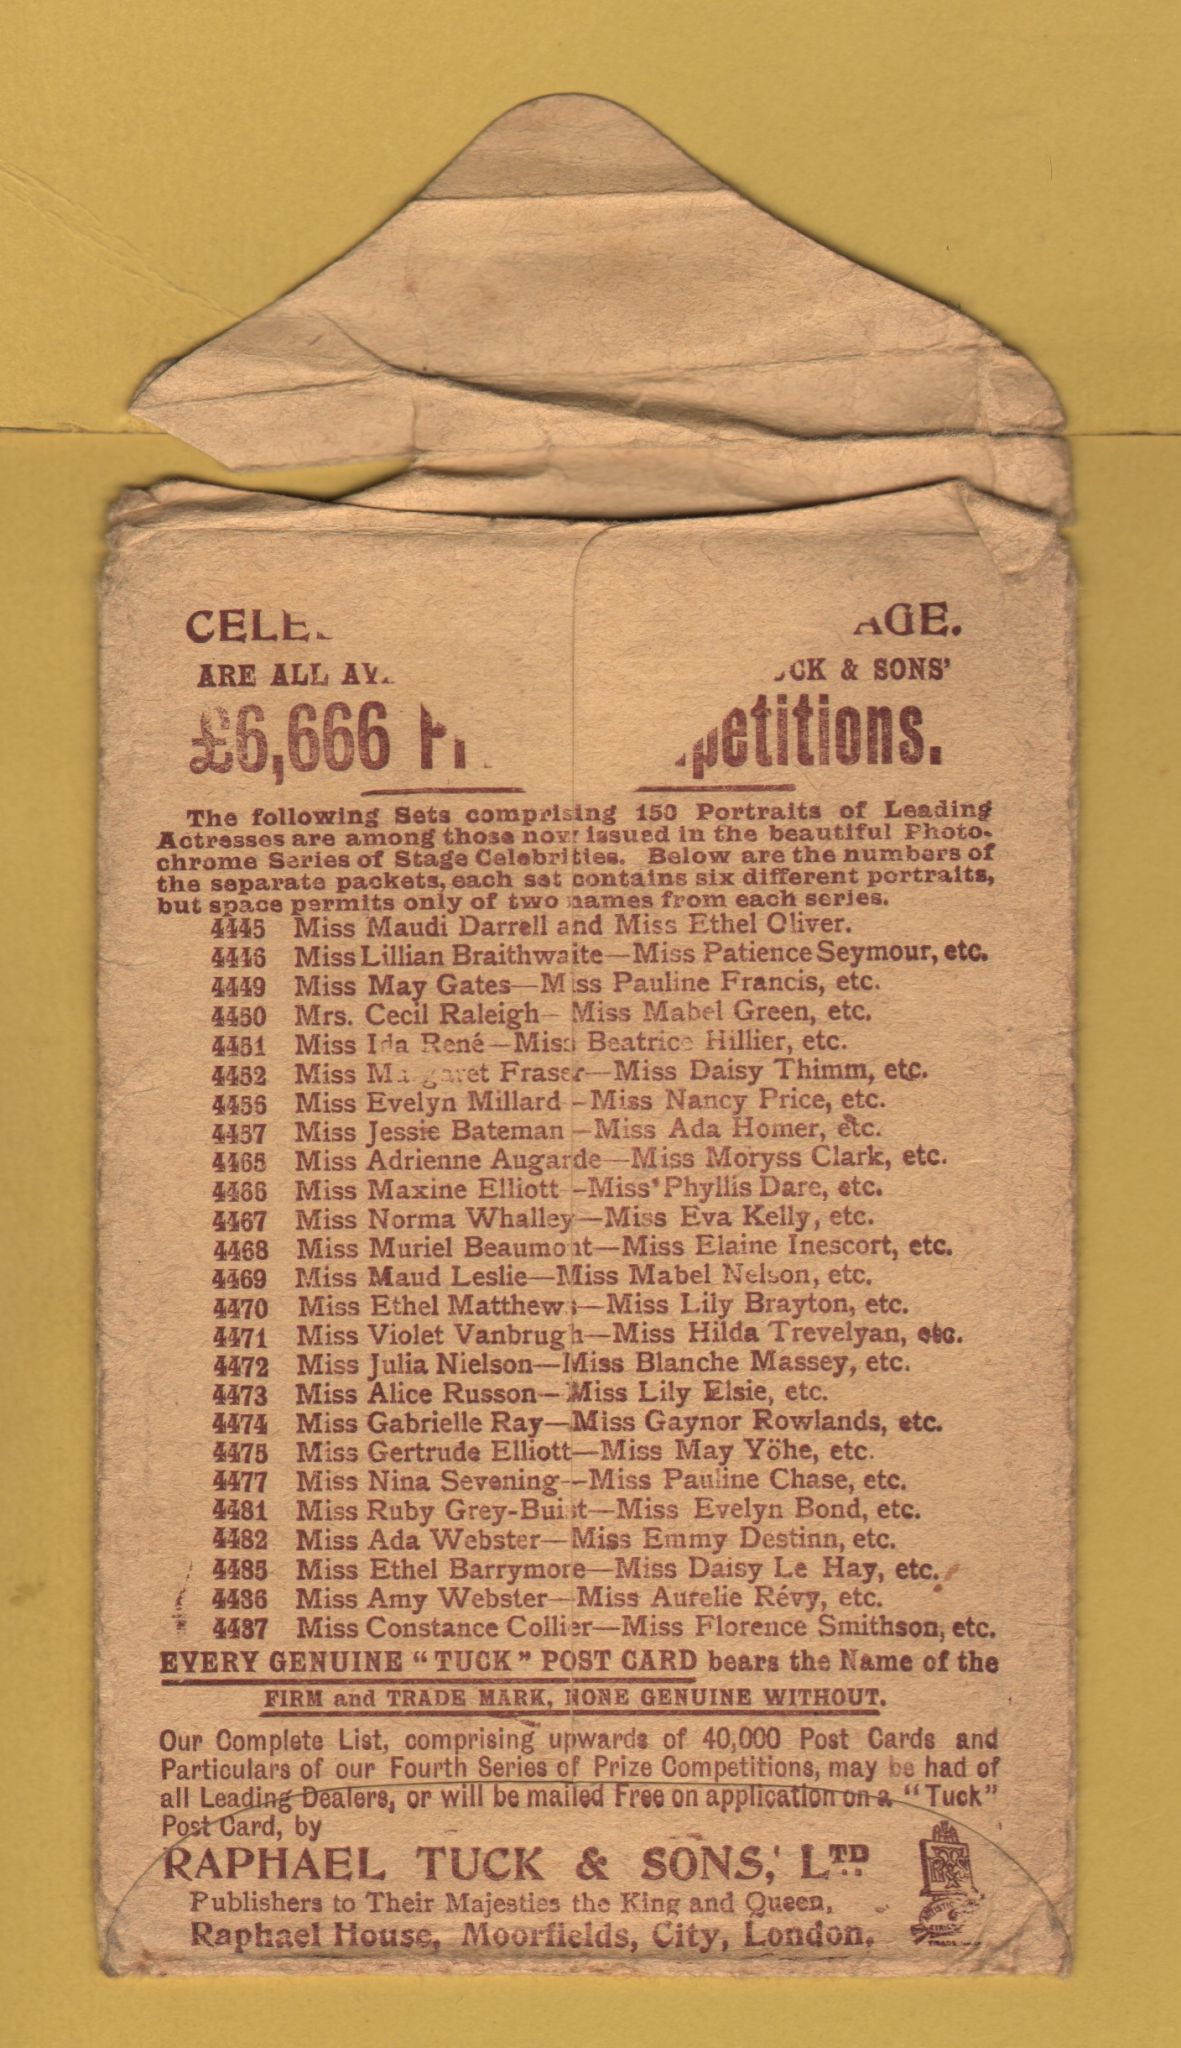 CELE AGE.
ARE ALL AV CK & SONS'
£6,666 petitions.
The following Sets comprising 150 Portraits of Leading
Actresses are among those now issued in the beautiful Photo-
chrome Series of Stage Celebrities. Below are the numbers of
the separate packets, each set contains six different portraits,
but space permits only of two names from each series.
4445 Miss Maudi Darrell and Miss Ethel Oliver.
4446 Miss Lillian Braithwaite—Miss Patience Seymour, etc.
4449 Miss May Gates—Miss Pauline Francis, etc.
4450 Mrs. Cecil Raleigh—Miss Mabel Green, etc.
4451 Miss Ida René—Miss Beatrice Hillier, etc.
4452 Miss Margaret Fraser—Miss Daisy Thimm, etc.
4456 Miss Evelyn Millard—Miss Nancy Price, etc.
4457 Miss Jessie Bateman—Miss Ada Homer, etc.
4465 Miss Adrienne Augarde—Miss Moryss Clark, etc.
4466 Miss Maxine Elliott—Miss Phyllis Dare, etc.
4467 Miss Norma Whalley—Miss Eva Kelly, etc.
4468 Miss Muriel Beaumont—Miss Elaine Inescort, etc.
4469 Miss Maud Leslie—Miss Mabel Nelson, etc.
4470 Miss Ethel Matthews—Miss Lily Brayton, etc.
4471 Miss Violet Vanbrugh—Miss Hilda Trevelyan, etc.
4472 Miss Julia Nielson—Miss Blanche Massey, etc.
4473 Miss Alice Russon—Miss Lily Elsie, etc.
4474 Miss Gabrielle Ray—Miss Gaynor Rowlands, etc.
4475 Miss Gertrude Elliott—Miss May Yöhe, etc.
4477 Miss Nina Sevening—Miss Pauline Chase, etc.
4481 Miss Ruby Grey-Buist—Miss Evelyn Bond, etc.
4482 Miss Ada Webster—Miss Emmy Destinn, etc.
4485 Miss Ethel Barrymore—Miss Daisy Le Hay, etc.
4486 Miss Amy Webster—Miss Aurelie Révy, etc.
4487 Miss Constance Collier—Miss Florence Smithson, etc.
EVERY GENUINE "TUCK" POST CARD bears the Name of the
FIRM and TRADE MARK, NONE GENUINE WITHOUT.
Our Complete List, comprising upwards of 40,000 Post Cards and
Particulars of our Fourth Series of Prize Competitions, may be had of
all Leading Dealers, or will be mailed Free on application on a "Tuck"
Post Card, by
RAPHAEL TUCK & SONS, LTD
Publishers to Their Majesties the King and Queen,
Raphael House, Moorfields, City, London.